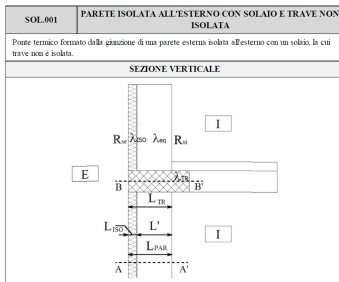 SOL.001
PARETE ISOLATA ALL'ESTERNO CON SOLAIO E TRAVE NON
ISOLATA
Ponte termico formato dalla giunzione di una parete esterna isolata all'esterno con un solaio, la cui
trave non è isolata.
SEZIONE VERTICALE
I
Rse λISO λeq Rsi
E
λTR
B B'
LTR
LISO L' I
LPAR
A A'